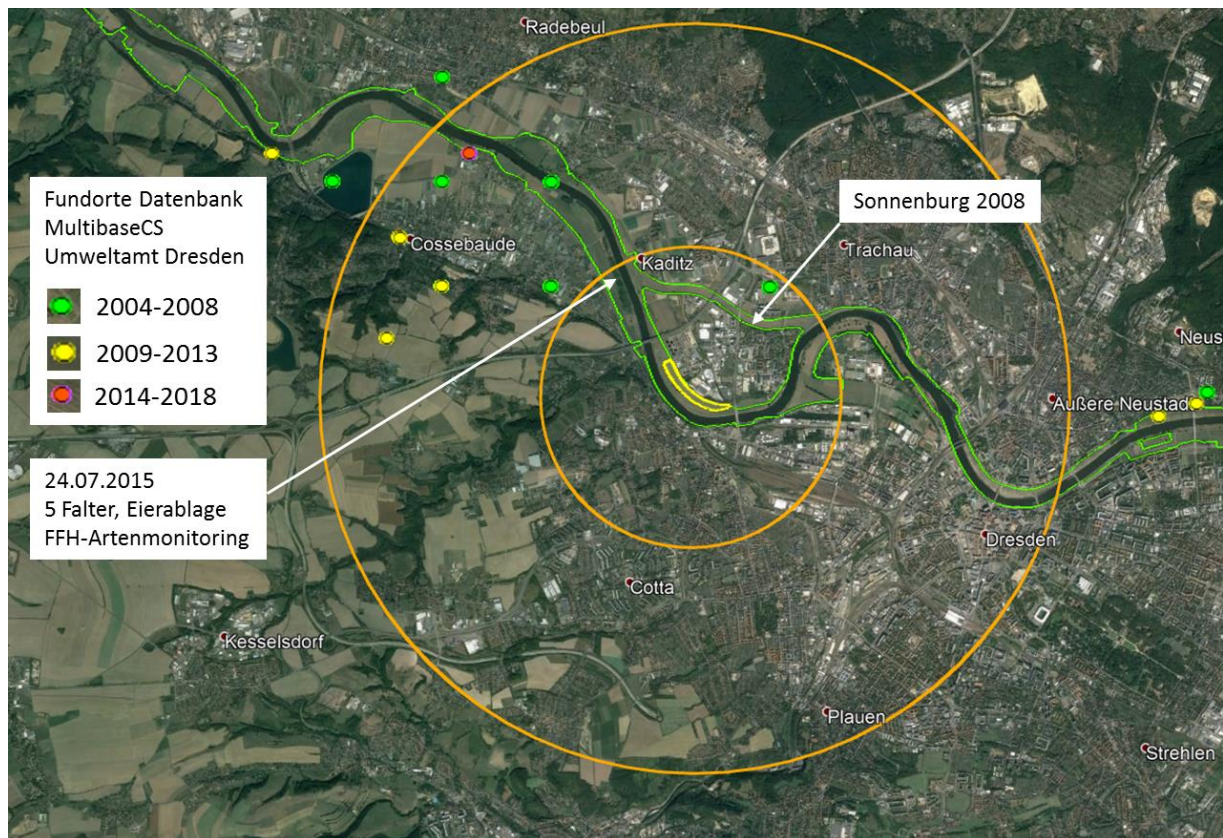 Radebeul
Sonnenburg 2008
Fundorte Datenbank
MultibaseCS
Umweltamt Dresden
2004-2008
2009-2013
2014-2018
Cossebaude
Kaditz
Trachau
Neus
Äußere Neustad
24.07.2015
5 Falter, Eierablage
FFH-Artenmonitoring
Dresden
Cotta
Kesselsdorf
Plauen
Strehlen